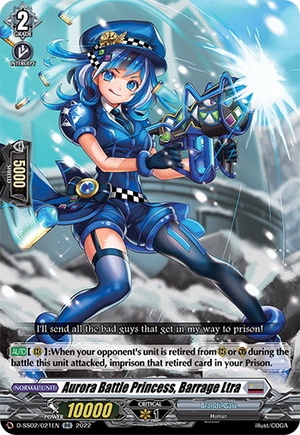 2
GRADE
INTERCEPT
5000
SHIELD
I'll send all the bad guys that get in my way to prison!
AUTO【 】:When your opponent's unit is retired from or during the
battle this unit attacked, imprison that retired card in your Prison.
NORMAL UNIT Aurora Battle Princess, Barrage Ltra
POWER 10000 CRITICAL 1 Brandt Gate
Human
D-SS02/021EN RR 2022 illust/COGA